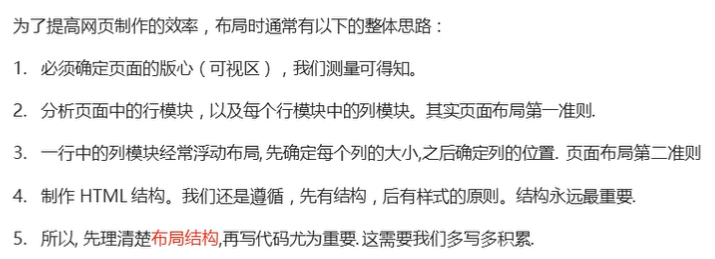 为了提高网页制作的效率，布局时通常有以下的整体思路：
1. 必须确定页面的版心（可视区），我们测量可得知。
2. 分析页面中的行模块，以及每个行模块中的列模块。其实页面布局第一准则.
3. 一行中的列模块经常浮动布局,先确定每个列的大小,之后确定列的位置. 页面布局第二准则
4. 制作 HTML 结构。我们还是遵循，先有结构，后有样式的原则。结构永远最重要.
5. 所以, 先理清楚布局结构,再写代码尤为重要. 这需要我们多写多积累.